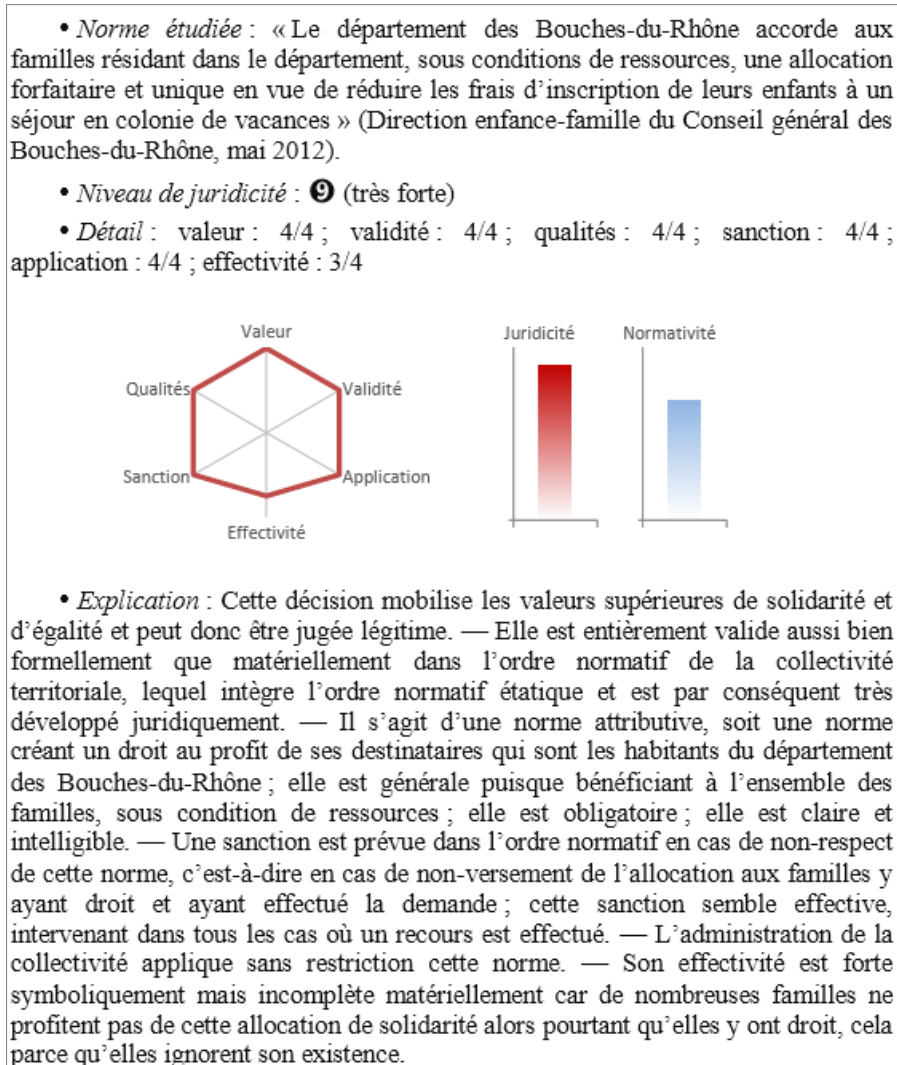 • Norme étudiée : « Le département des Bouches-du-Rhône accorde aux
familles résidant dans le département, sous conditions de ressources, une allocation
forfaitaire et unique en vue de réduire les frais d’inscription de leurs enfants à un
séjour en colonie de vacances » (Direction enfance-famille du Conseil général des
Bouches-du-Rhône, mai 2012).
• Niveau de juridicité : ❾ (très forte)
• Détail : valeur : 4/4 ; validité : 4/4 ; qualités : 4/4 ; sanction : 4/4 ;
application : 4/4 ; effectivité : 3/4
Valeur
Qualités
Validité
Sanction
Application
Effectivité
Juridicité
Normativité
• Explication : Cette décision mobilise les valeurs supérieures de solidarité et
d’égalité et peut donc être jugée légitime. — Elle est entièrement valide aussi bien
formellement que matériellement dans l’ordre normatif de la collectivité
territoriale, lequel intègre l’ordre normatif étatique et est par conséquent très
développé juridiquement. — Il s’agit d’une norme attributive, soit une norme
créant un droit au profit de ses destinataires qui sont les habitants du département
des Bouches-du-Rhône ; elle est générale puisque bénéficiant à l’ensemble des
familles, sous condition de ressources ; elle est obligatoire ; elle est claire et
intelligible. — Une sanction est prévue dans l’ordre normatif en cas de non-respect
de cette norme, c’est-à-dire en cas de non-versement de l’allocation aux familles y
ayant droit et ayant effectué la demande ; cette sanction semble effective,
intervenant dans tous les cas où un recours est effectué. — L’administration de la
collectivité applique sans restriction cette norme. — Son effectivité est forte
symboliquement mais incomplète matériellement car de nombreuses familles ne
profitent pas de cette allocation de solidarité alors pourtant qu’elles y ont droit, cela
parce qu’elles ignorent son existence.